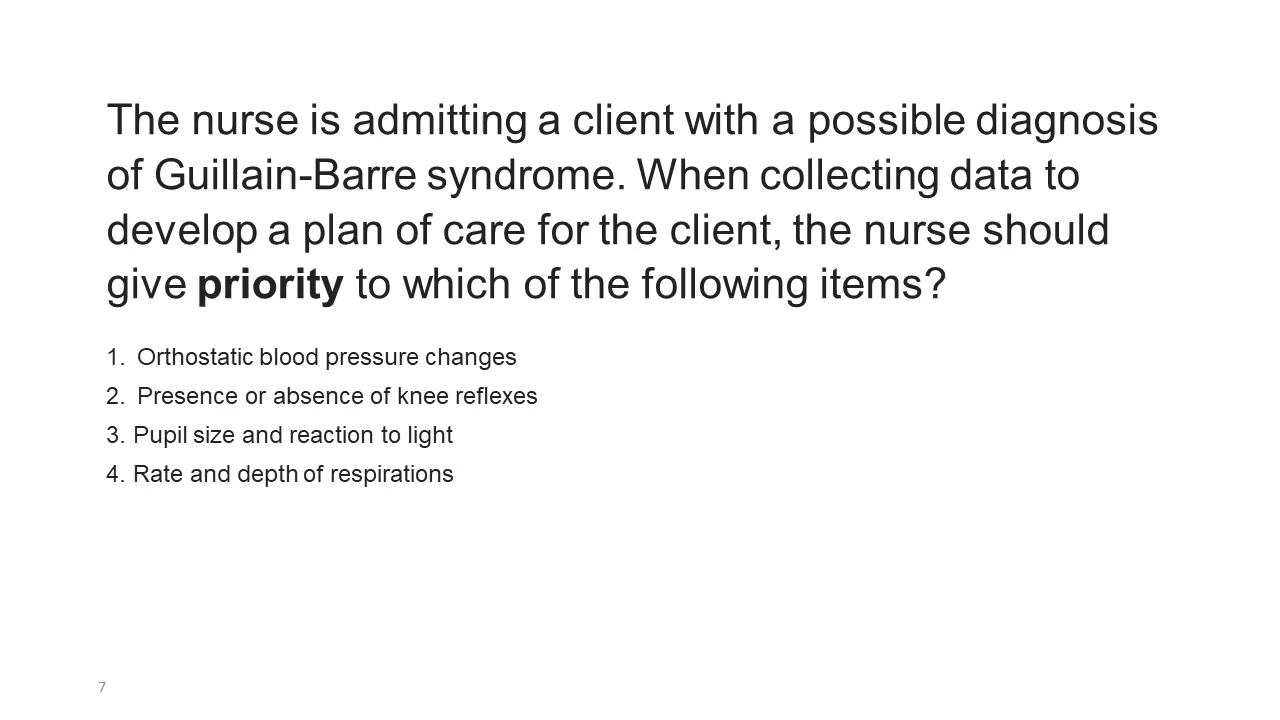 The nurse is admitting a client with a possible diagnosis
of Guillain-Barre syndrome. When collecting data to
develop a plan of care for the client, the nurse should
give priority to which of the following items?
1. Orthostatic blood pressure changes
2. Presence or absence of knee reflexes
3. Pupil size and reaction to light
4. Rate and depth of respirations
7